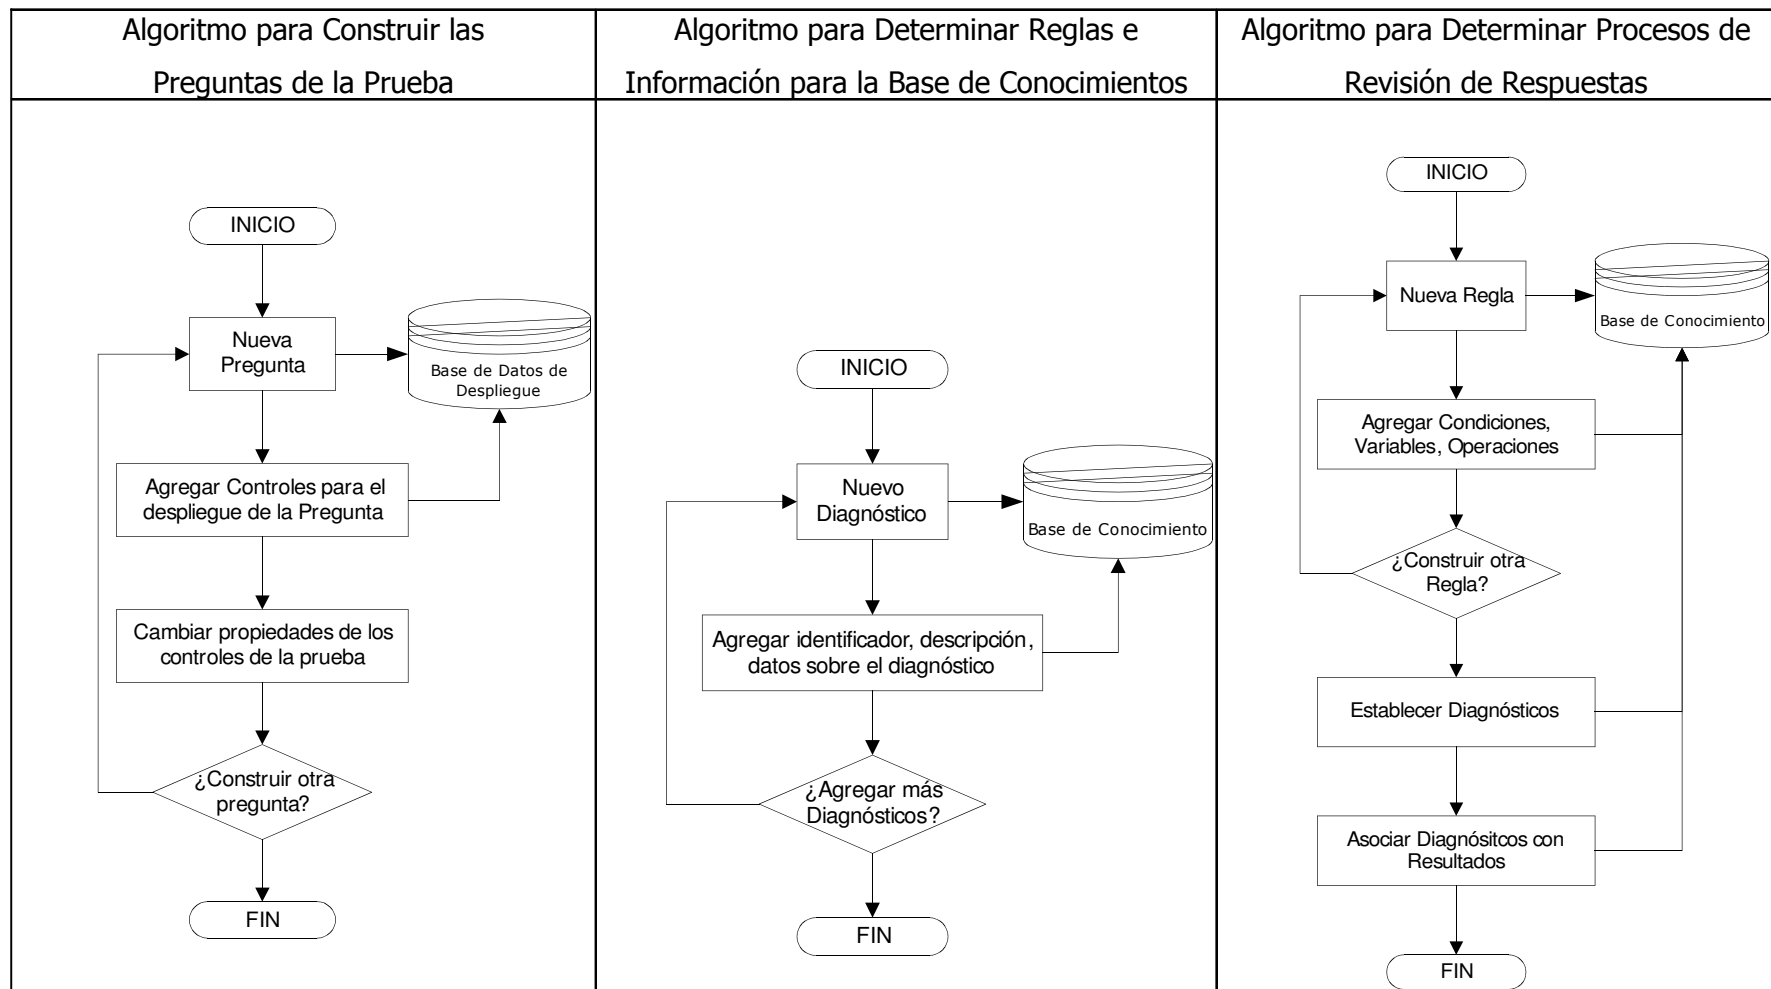 Algoritmo para Construir las
Preguntas de la Prueba
Algoritmo para Determinar Reglas e
Información para la Base de Conocimientos
Algoritmo para Determinar Procesos de
Revisión de Respuestas
INICIO
Nueva
Pregunta
Base de Datos de
Despliegue
Agregar Controles para el
despliegue de la Pregunta
Cambiar propiedades de los
controles de la prueba
¿Construir otra
pregunta?
FIN
INICIO
Nuevo
Diagnóstico
Base de Conocimiento
Agregar identificador, descripción,
datos sobre el diagnóstico
¿Agregar más
Diagnósticos?
FIN
INICIO
Nueva Regla
Base de Conocimiento
Agregar Condiciones,
Variables, Operaciones
¿Construir otra
Regla?
Establecer Diagnósticos
Asociar Diagnósitcos con
Resultados
FIN